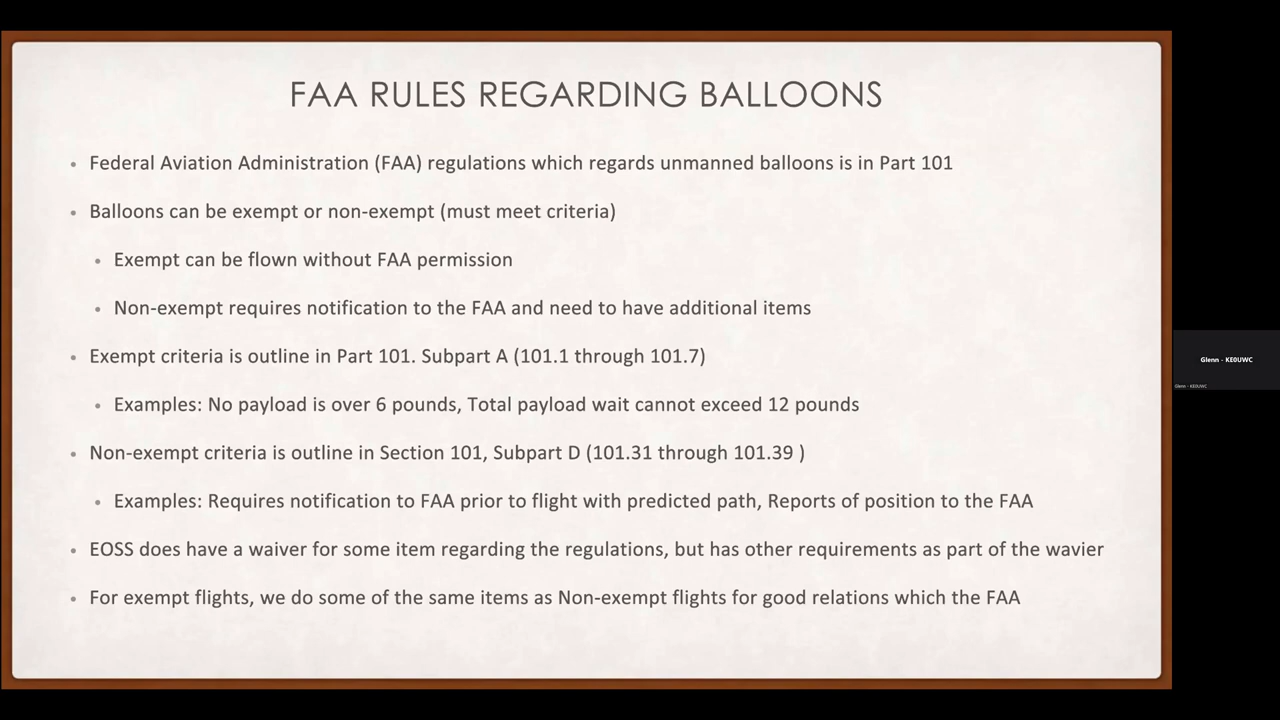 FAA RULES REGARDING BALLOONS
Federal Aviation Administration (FAA) regulations which regards unmanned balloons is in Part 101
Balloons can be exempt or non-exempt (must meet criteria)
Exempt can be flown without FAA permission
Non-exempt requires notification to the FAA and need to have additional items
Exempt criteria is outline in Part 101. Subpart A (101.1 through 101.7)
Examples: No payload is over 6 pounds, Total payload wait cannot exceed 12 pounds
Non-exempt criteria is outline in Section 101, Subpart D (101.31 through 101.39 )
Examples: Requires notification to FAA prior to flight with predicted path, Reports of position to the FAA
EOSS does have a waiver for some item regarding the regulations, but has other requirements as part of the wavier
For exempt flights, we do some of the same items as Non-exempt flights for good relations which the FAA
Glenn - KE0UWC
Glenn - KE0UWC